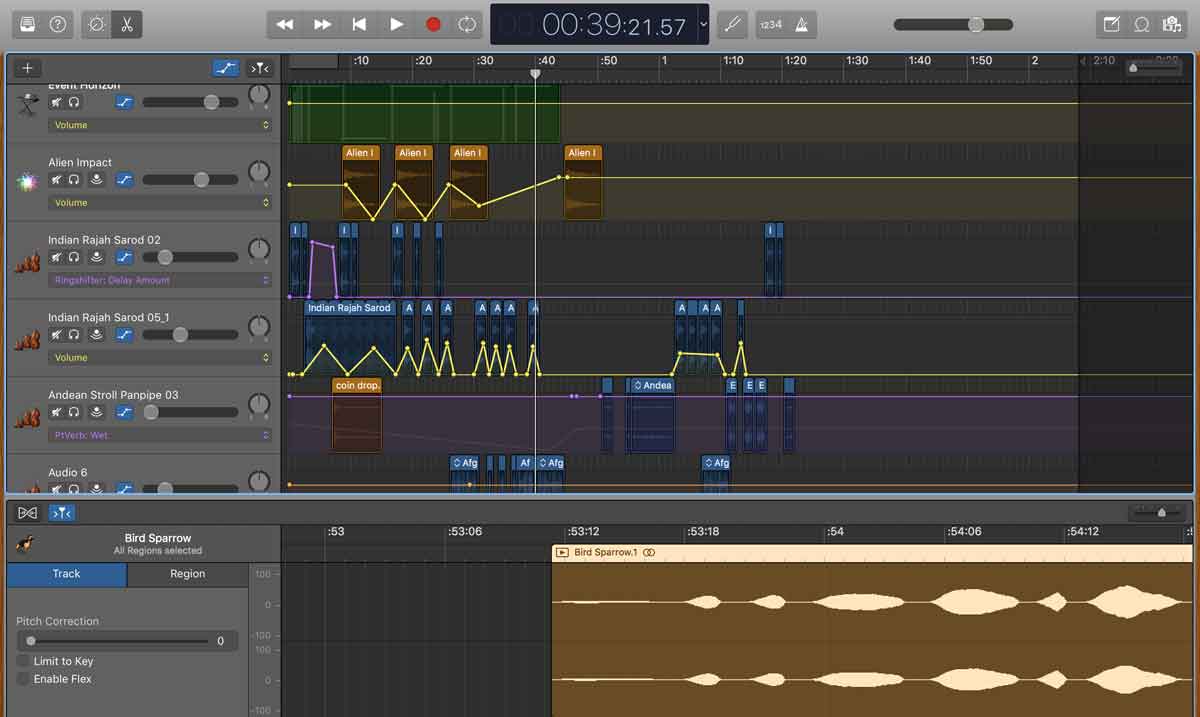 00:39:21.57
1234
:10 :20 :30 :40 :50 1 1:10 1:20 1:30 1:40 1:50 2 2:10
Event Horizon
Volume
Alien Impact
Volume
Alien I Alien I Alien I Alien I
Indian Rajah Sarod 02
Ringshifter: Delay Amount
I I I I
Indian Rajah Sarod 05_1
Volume
Indian Rajah Sarod A A A A A A A A A A
Andean Stroll Panpipe 03
PtVerb: Wet
coin drop. Andea E E E
Audio 6
Afg Af Afg Afg
:53 :53:06 :53:12 :53:18 :54 :54:06 :54:12
Bird Sparrow
All Regions selected
Bird Sparrow.1
Track Region
100
0
-100
Pitch Correction
0
Limit to Key
Enable Flex
100
0
-100